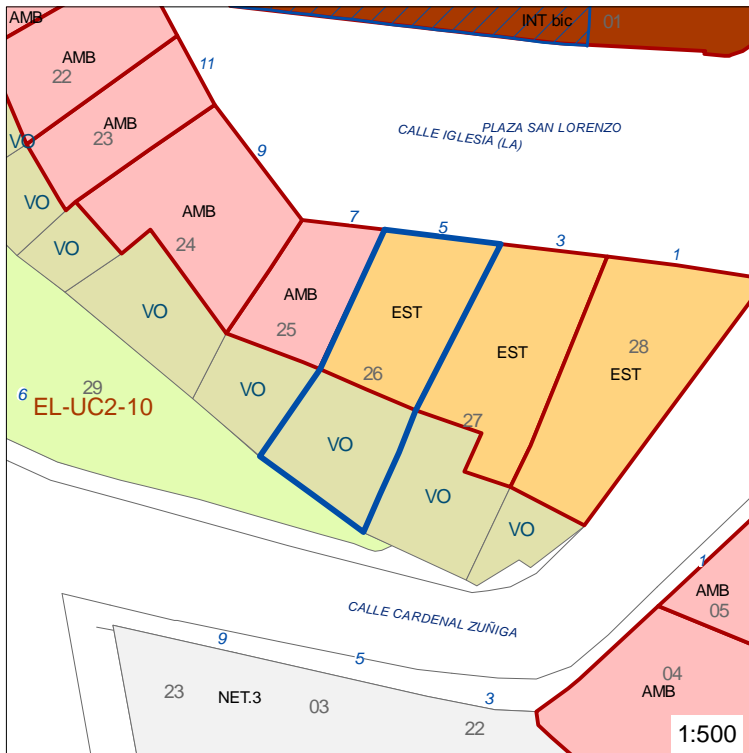 AMB
INT bic
01
AMB
22
11
AMB
23
VO
CALLE IGLESIA (LA)
PLAZA SAN LORENZO
9
VO
AMB
24
VO
7
5
3
1
VO
AMB
25
EST
EST
28
EST
26
6
29
EL-UC2-10
VO
27
VO
VO
VO
1
AMB
05
CALLE CARDENAL ZUÑIGA
9
5
3
23
NET.3
03
22
04
AMB
1:500